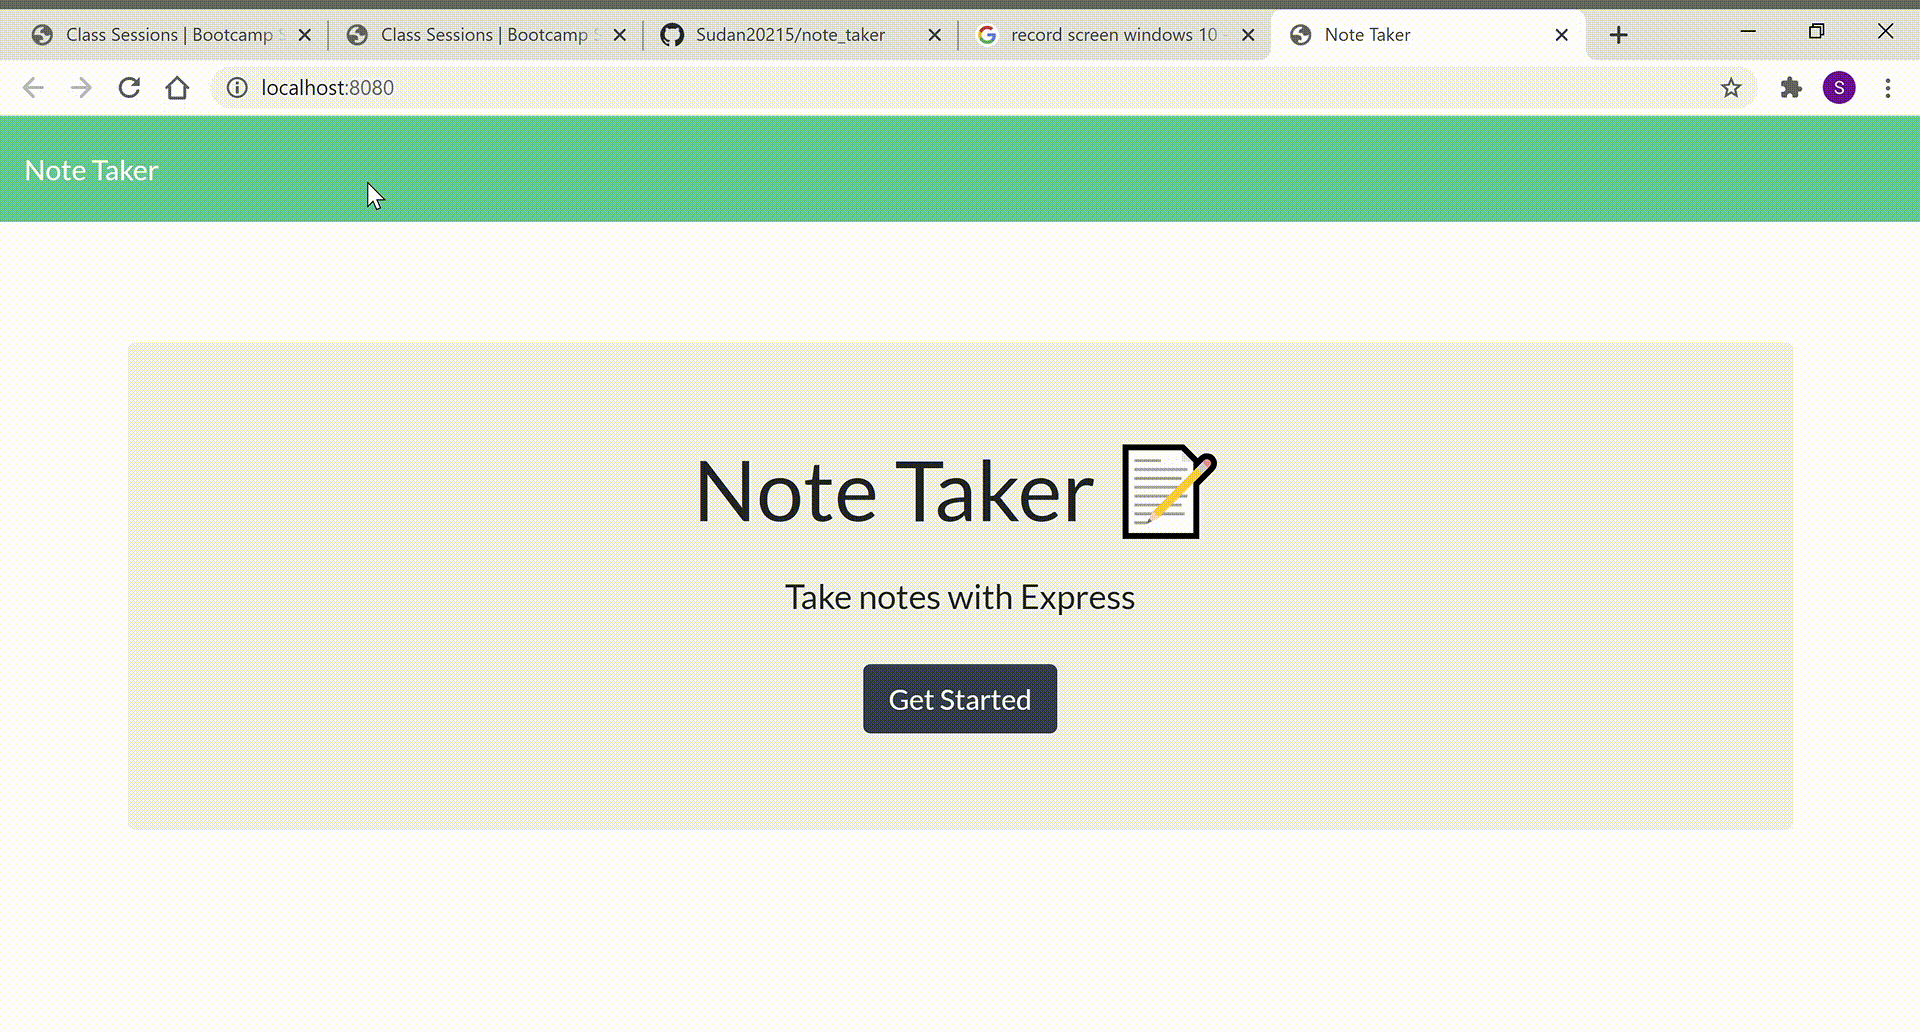 Class Sessions | Bootcamp
Class Sessions | Bootcamp
Sudan20215/note_taker
record screen windows 10 -
Note Taker
localhost:8080
S
Note Taker
Note Taker
Take notes with Express
Get Started